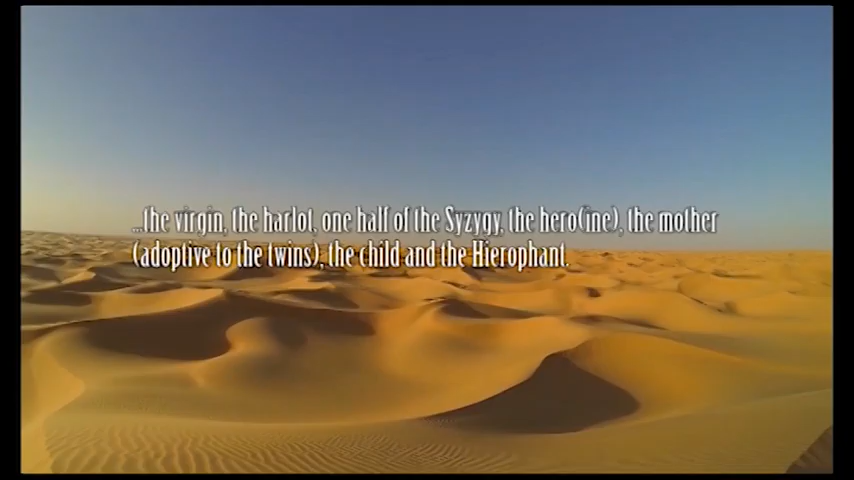 ...the virgin, the harlot, one half of the Syzygy, the hero(ine), the mother
(adoptive to the twins), the child and the Hierophant.